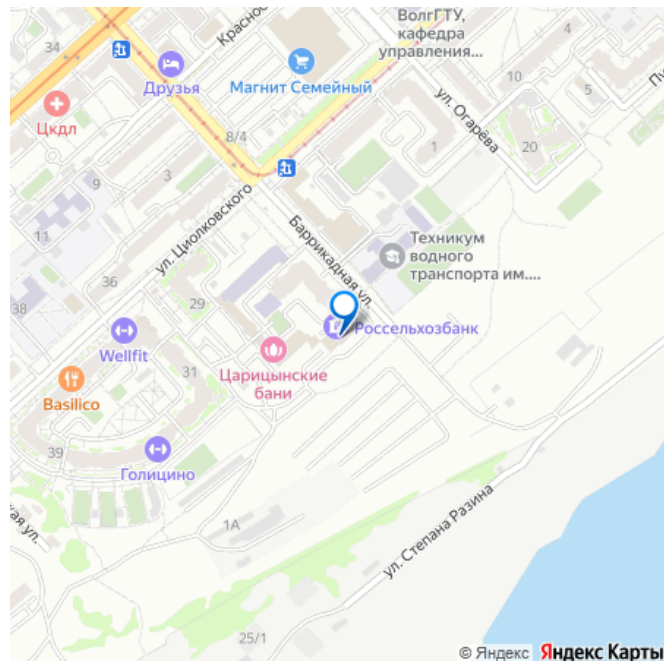 34
Красно
ВолгГТУ,
кафедра
управления...
Друзья
Магнит Семейный
10
5
4
ул. Огарёва
Цкдл
8/4
3
1
20
9
ул. Циолковского
11
Баррикадная ул.
Техникум
водного
транспорта им....
36
38
29
Россельхозбанк
Wellfit
Царицынские
бани
31
Basilico
39
Голицино
кая ул.
1А
ул. Степана Разина
25/1
© Яндекс Яндекс Карты